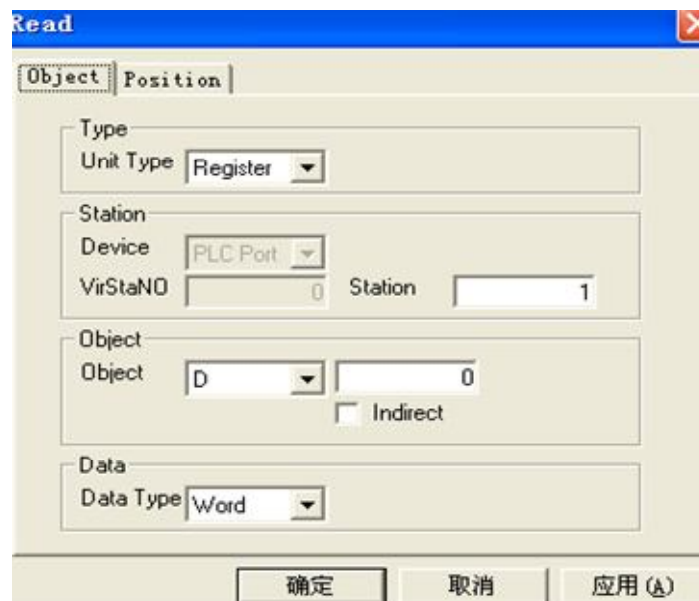 Read
Object Position
Type
Unit Type Register
Station
Device PLC Port
VirStaNO 0 Station 1
Object
Object D 0
Indirect
Data
Data Type Word
确定 取消 应用(A)